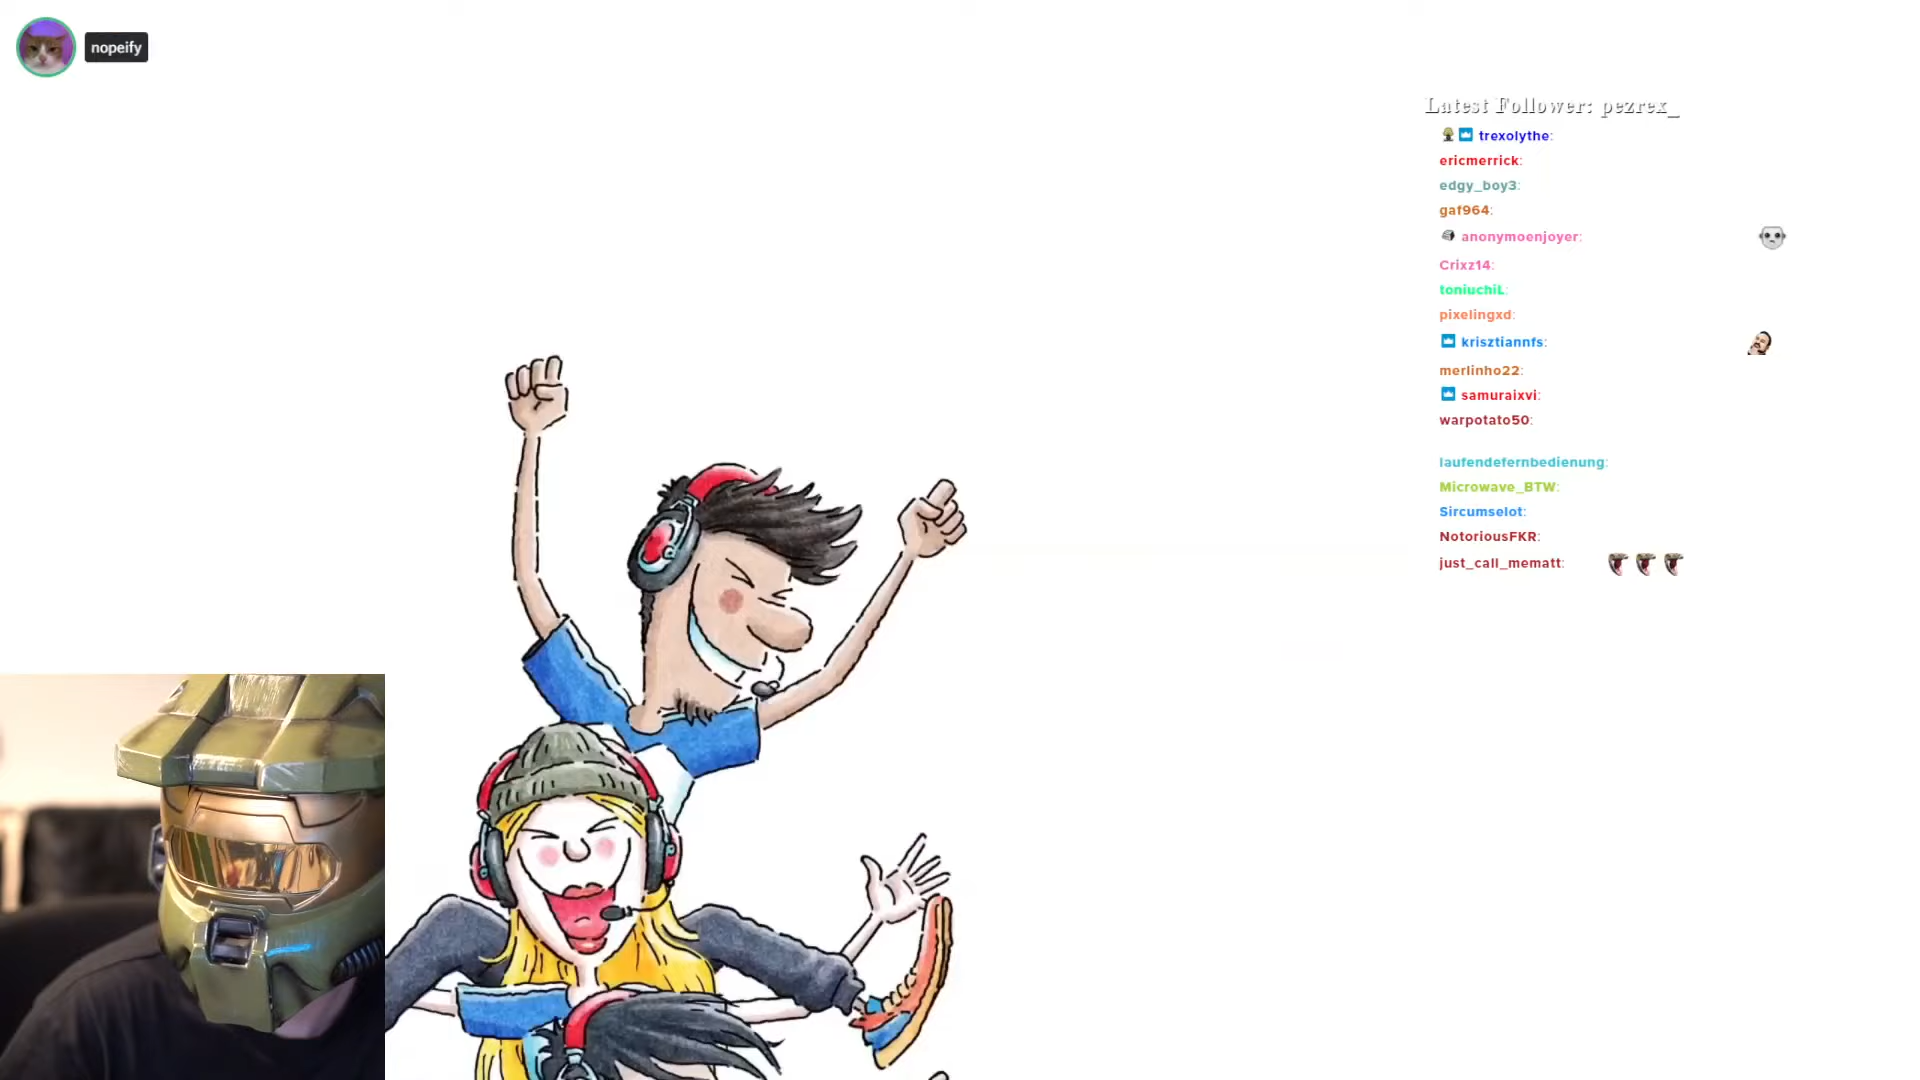 nopeify
Latest Follower: pezrex_
trexolythe:
ericmerrick:
edgy_boy3:
gaf964:
anonymoenjoyer:
Crixz14:
toniuchiL:
pixelingxd:
krisztiannfs:
merlinho22:
samuraixvi:
warpotato50:
laufendefernbedienung:
Microwave_BTW:
Sircumselot:
NotoriousFKR:
just_call_mematt: